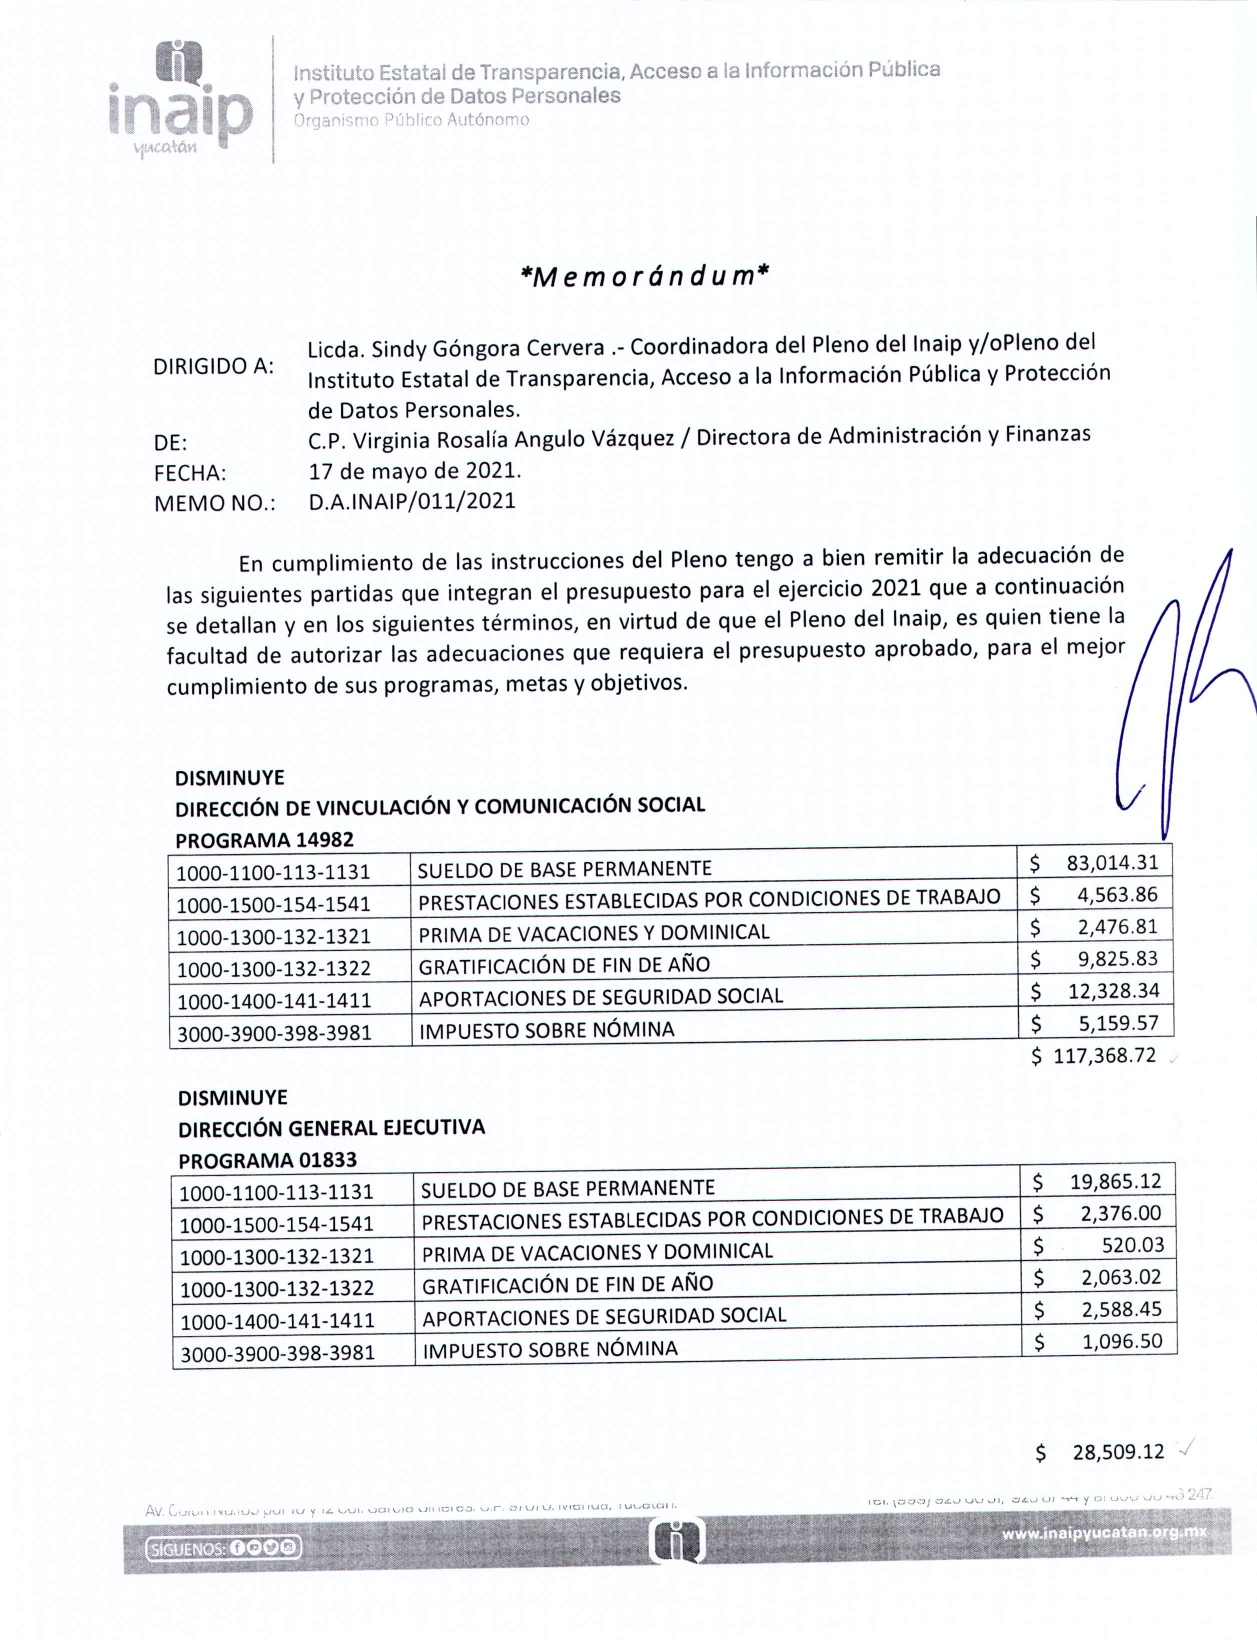 inaip
yucatán
Instituto Estatal de Transparencia, Acceso a la Información Pública
y Protección de Datos Personales
Organismo Público Autónomo
*Memorándum*
DIRIGIDO A: Licda. Sindy Góngora Cervera .- Coordinadora del Pleno del Inaip y/oPleno del
Instituto Estatal de Transparencia, Acceso a la Información Pública y Protección
de Datos Personales.
DE: C.P. Virginia Rosalía Angulo Vázquez / Directora de Administración y Finanzas
FECHA: 17 de mayo de 2021.
MEMO NO.: D.A.INAIP/011/2021
En cumplimiento de las instrucciones del Pleno tengo a bien remitir la adecuación de
las siguientes partidas que integran el presupuesto para el ejercicio 2021 que a continuación
se detallan y en los siguientes términos, en virtud de que el Pleno del Inaip, es quien tiene la
facultad de autorizar las adecuaciones que requiera el presupuesto aprobado, para el mejor
cumplimiento de sus programas, metas y objetivos.
DISMINUYE
DIRECCIÓN DE VINCULACIÓN Y COMUNICACIÓN SOCIAL
PROGRAMA 14982
1000-1100-113-1131 SUELDO DE BASE PERMANENTE $ 83,014.31
1000-1500-154-1541 PRESTACIONES ESTABLECIDAS POR CONDICIONES DE TRABAJO $ 4,563.86
1000-1300-132-1321 PRIMA DE VACACIONES Y DOMINICAL $ 2,476.81
1000-1300-132-1322 GRATIFICACIÓN DE FIN DE AÑO $ 9,825.83
1000-1400-141-1411 APORTACIONES DE SEGURIDAD SOCIAL $ 12,328.34
3000-3900-398-3981 IMPUESTO SOBRE NÓMINA $ 5,159.57
$ 117,368.72
DISMINUYE
DIRECCIÓN GENERAL EJECUTIVA
PROGRAMA 01833
1000-1100-113-1131 SUELDO DE BASE PERMANENTE $ 19,865.12
1000-1500-154-1541 PRESTACIONES ESTABLECIDAS POR CONDICIONES DE TRABAJO $ 2,376.00
1000-1300-132-1321 PRIMA DE VACACIONES Y DOMINICAL $ 520.03
1000-1300-132-1322 GRATIFICACIÓN DE FIN DE AÑO $ 2,063.02
1000-1400-141-1411 APORTACIONES DE SEGURIDAD SOCIAL $ 2,588.45
3000-3900-398-3981 IMPUESTO SOBRE NÓMINA $ 1,096.50
$ 28,509.12
Av. Colón
247
SÍGUENOS:
www.inaipyucatan.org.mx